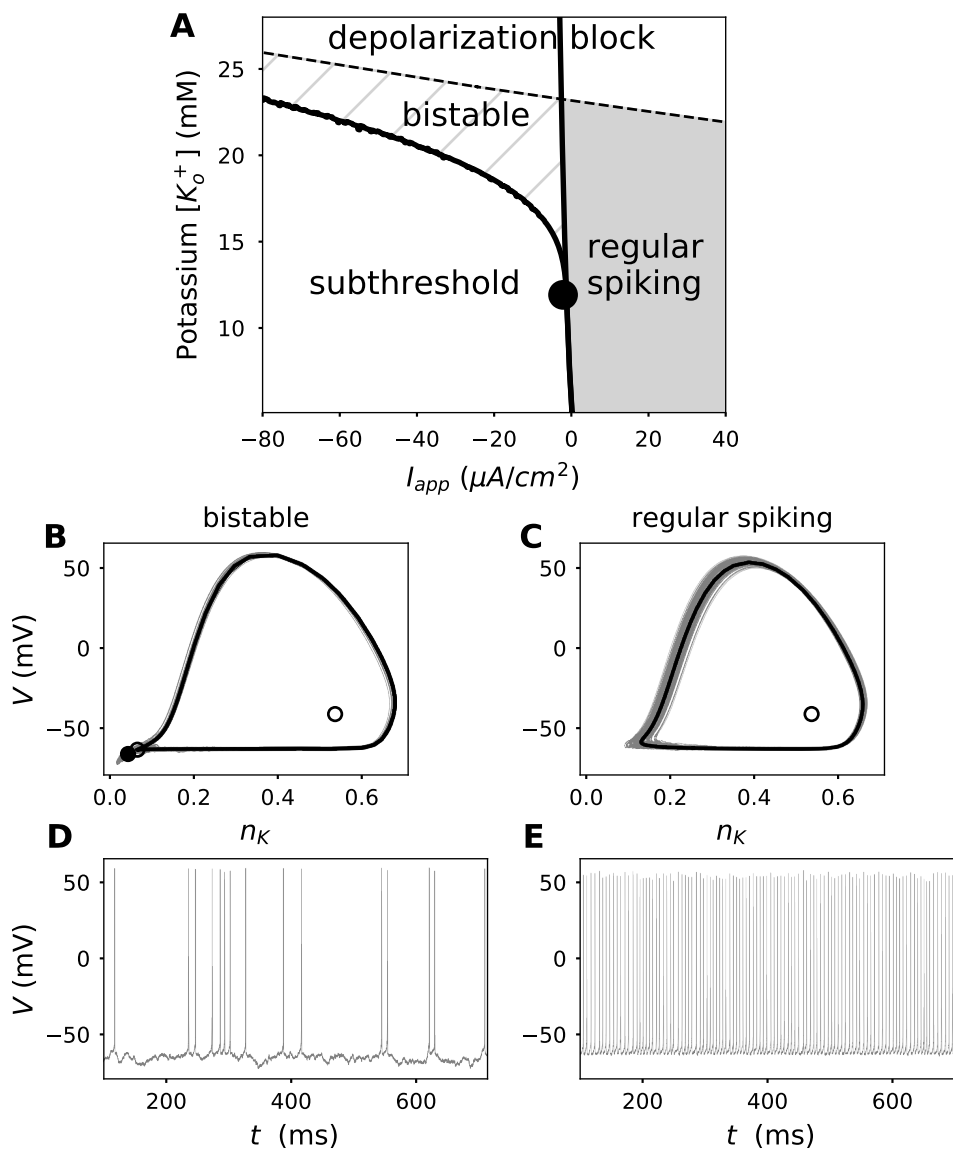 A
depolarization block
bistable
regular
spiking
subthreshold
Potassium [K_o^+] (mM)
25
20
15
10
−80 −60 −40 −20 0 20 40
I_app (μA/cm^2)
B bistable
C regular spiking
V (mV)
50
0
−50
0.0 0.2 0.4 0.6
n_K
50
0
−50
0.0 0.2 0.4 0.6
n_K
D
E
V (mV)
50
0
−50
200 400 600
t (ms)
50
0
−50
200 400 600
t (ms)